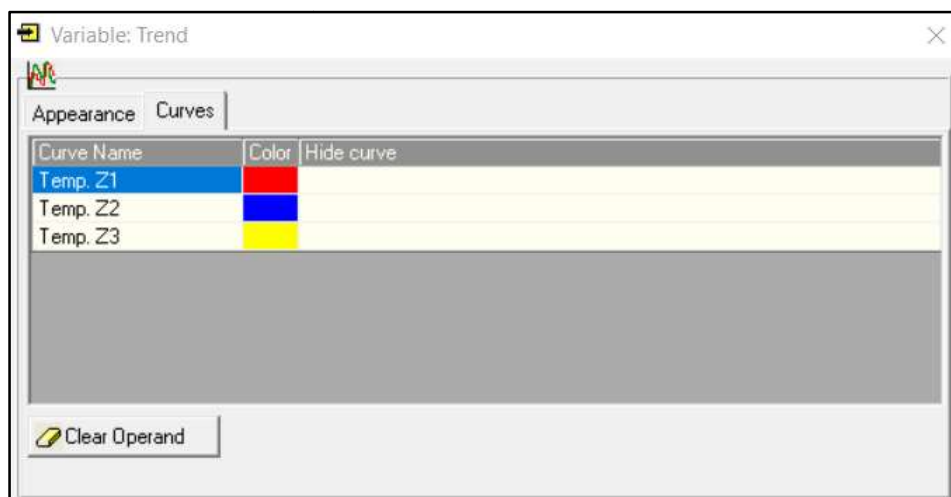 Variable: Trend
Appearance Curves
Curve Name Color Hide curve
Temp. Z1
Temp. Z2
Temp. Z3
Clear Operand